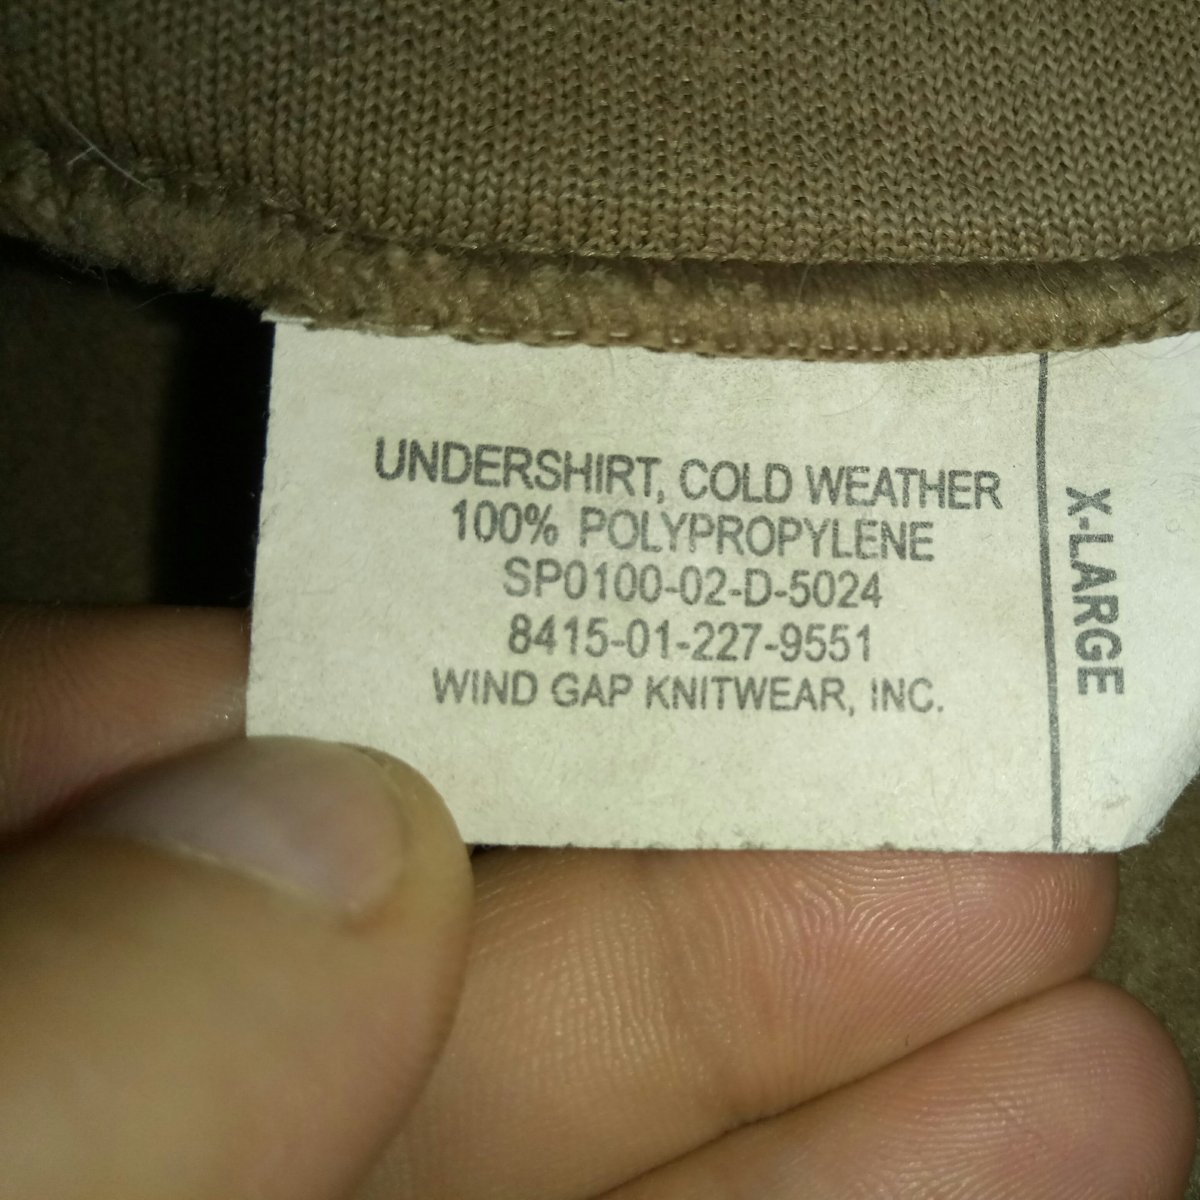 UNDERSHIRT, COLD WEATHER
100% POLYPROPYLENE
SP0100-02-D-5024
8415-01-227-9551
WIND GAP KNITWEAR, INC.
X-LARGE